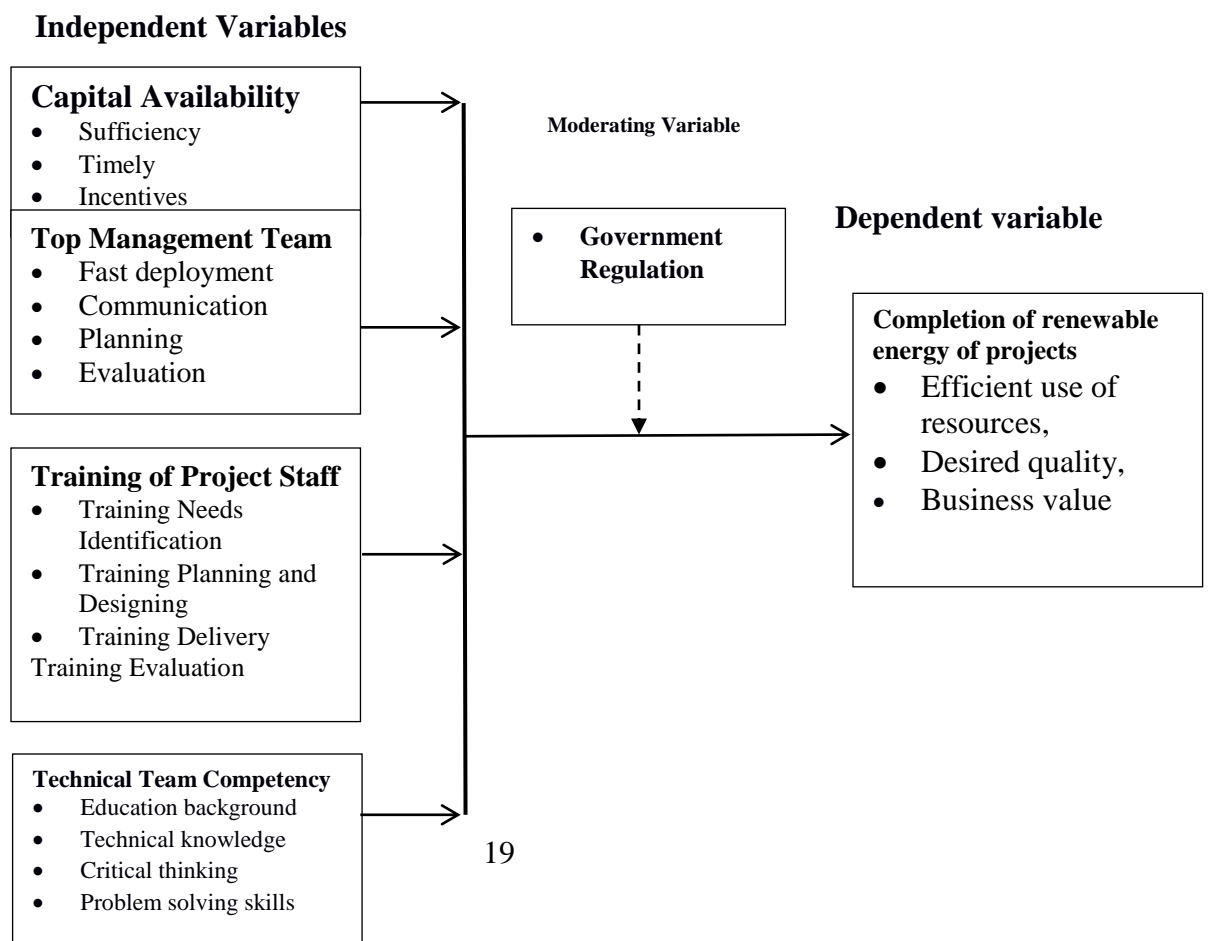 Independent Variables
Capital Availability
• Sufficiency
• Timely
• Incentives
Top Management Team
• Fast deployment
• Communication
• Planning
• Evaluation
Training of Project Staff
• Training Needs
Identification
• Training Planning and
Designing
• Training Delivery
Training Evaluation
Technical Team Competency
• Education background
• Technical knowledge
• Critical thinking
• Problem solving skills
Moderating Variable
• Government
Regulation
Dependent variable
Completion of renewable
energy of projects
• Efficient use of
resources,
• Desired quality,
• Business value
19